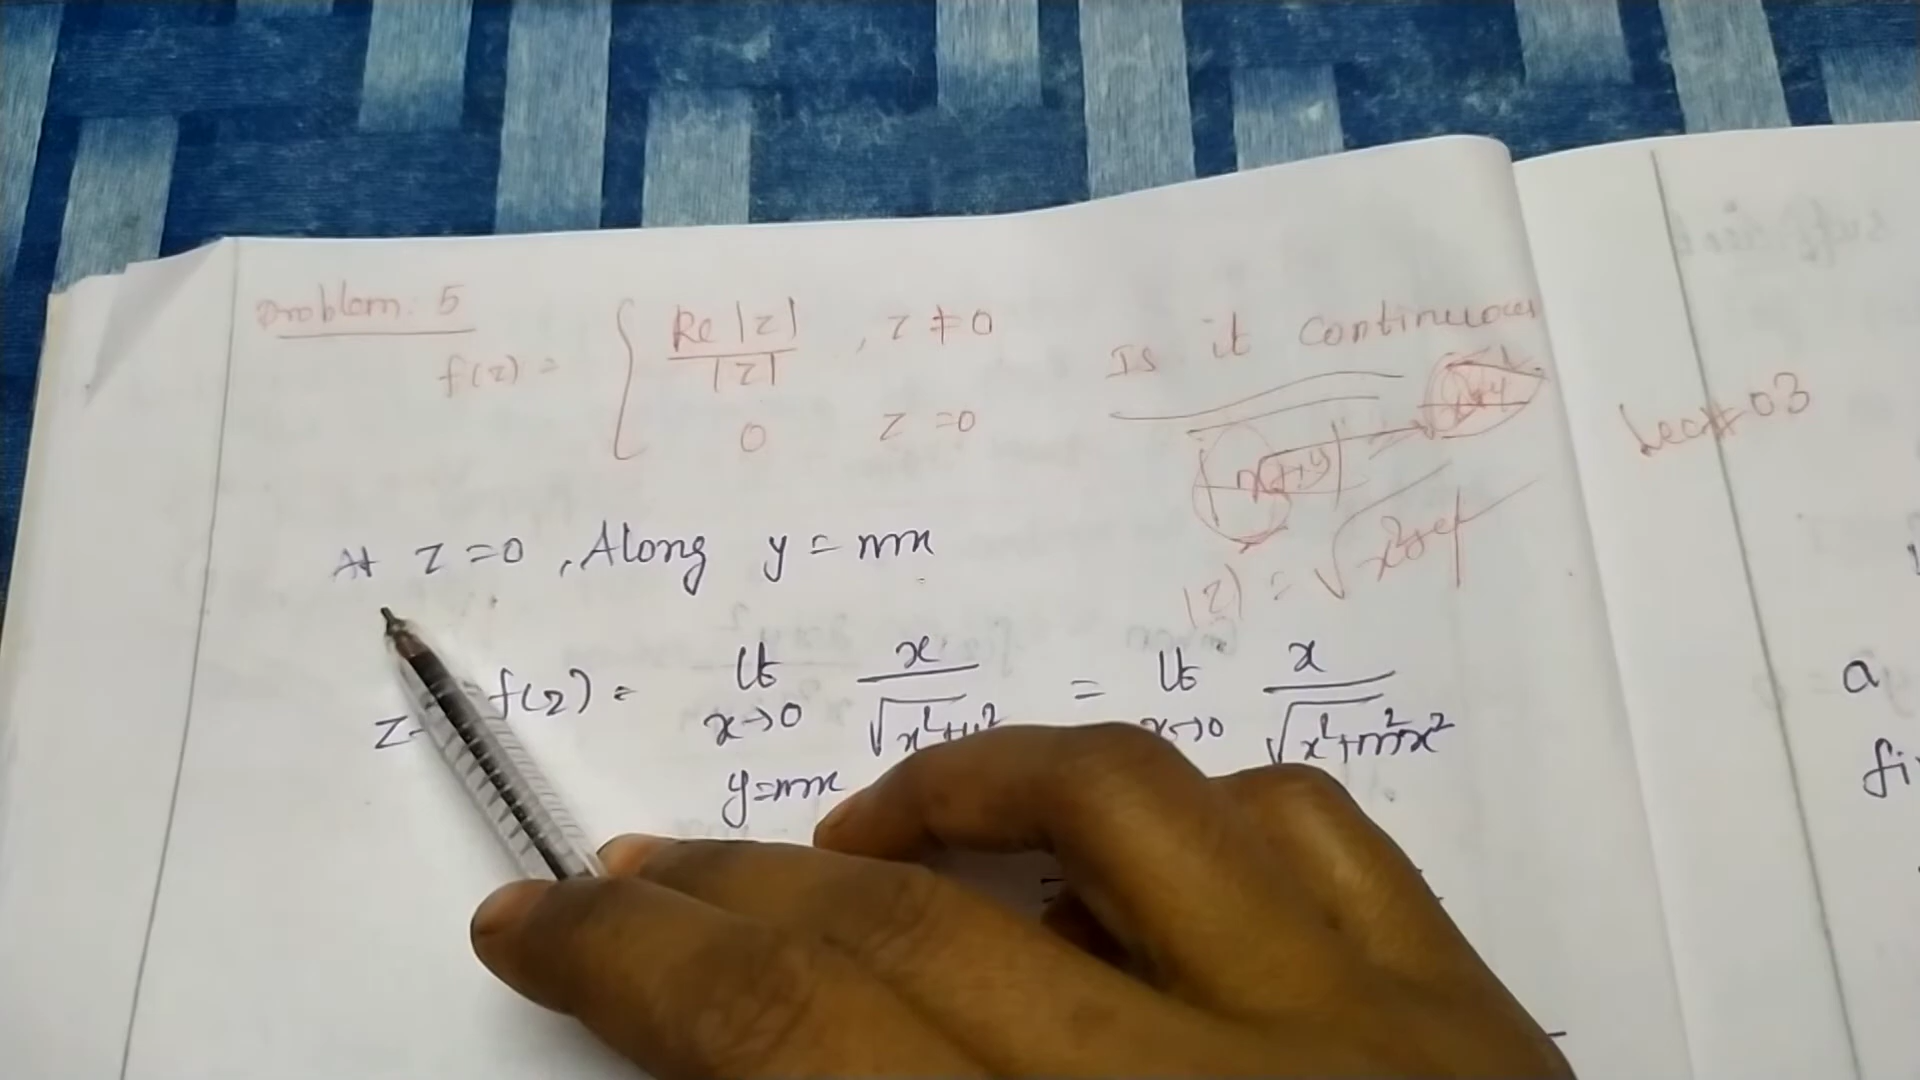 Problem: 5
f(z) = { Re |z| / |z| , z ≠ 0
0 z = 0
Is it continuous
|z| = √
Lec# 03
At z = 0 , Along y = mx
z→ f(z) = lt x→0 y=mx x / √x²+y² = lt x→0 x / √x²+m²x²
a